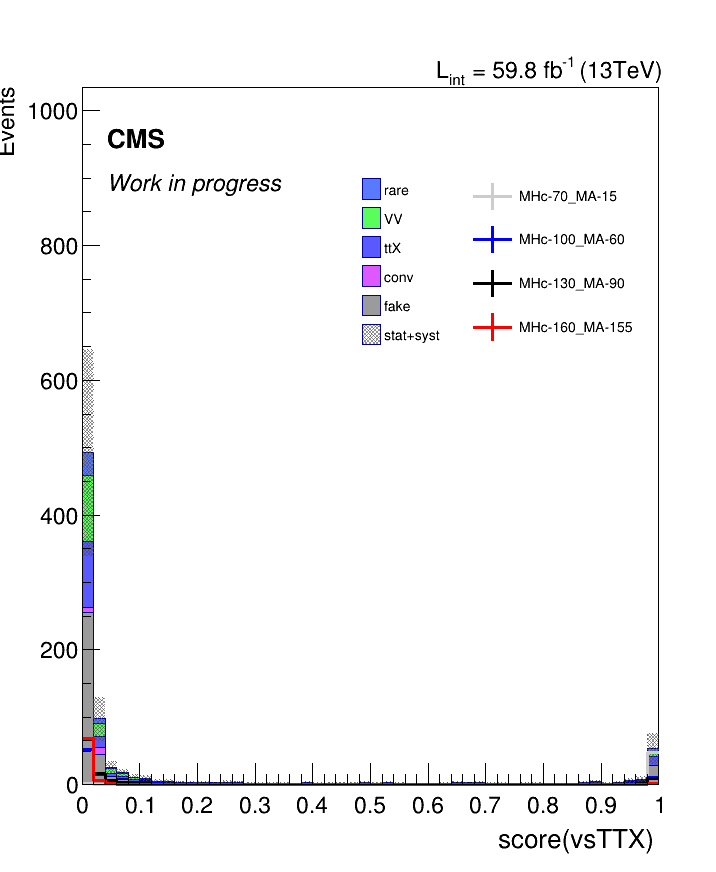 L_int = 59.8 fb^-1 (13TeV)
Events
1000
CMS
Work in progress
rare
MHc-70_MA-15
VV
MHc-100_MA-60
800
ttX
conv
MHc-130_MA-90
fake
MHc-160_MA-155
stat+syst
600
400
200
0
0 0.1 0.2 0.3 0.4 0.5 0.6 0.7 0.8 0.9 1
score(vsTTX)